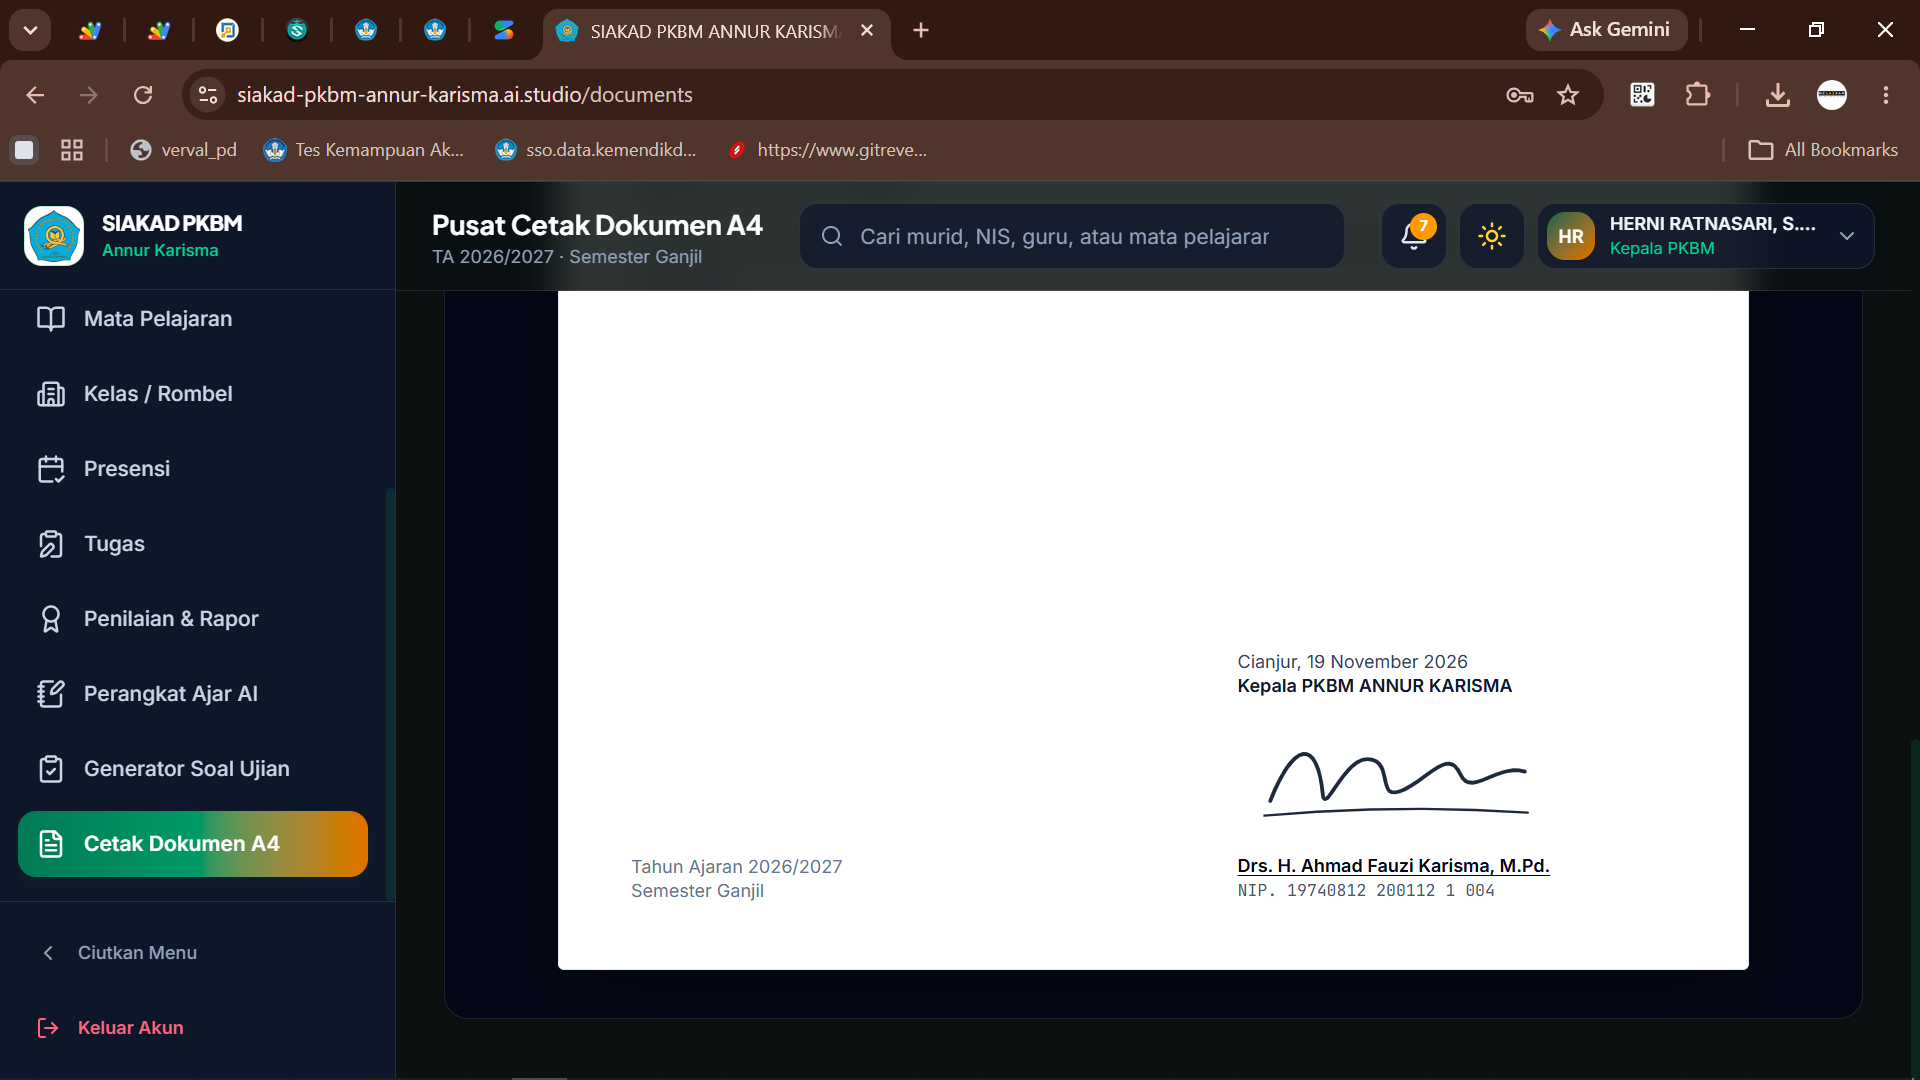 SIAKAD PKBM ANNUR KARISM
Ask Gemini
siakad-pkbm-annur-karisma.ai.studio/documents
verval_pd
Tes Kemampuan Ak...
sso.data.kemendikd...
https://www.gitreve...
All Bookmarks
SIAKAD PKBM
Annur Karisma
Pusat Cetak Dokumen A4
TA 2026/2027 · Semester Ganjil
Cari murid, NIS, guru, atau mata pelajarar
7
HR
HERNI RATNASARI, S....
Kepala PKBM
Mata Pelajaran
Kelas / Rombel
Presensi
Tugas
Penilaian & Rapor
Perangkat Ajar AI
Generator Soal Ujian
Cetak Dokumen A4
Ciutkan Menu
Keluar Akun
Cianjur, 19 November 2026
Kepala PKBM ANNUR KARISMA
Tahun Ajaran 2026/2027
Semester Ganjil
Drs. H. Ahmad Fauzi Karisma, M.Pd.
NIP. 19740812 200112 1 004